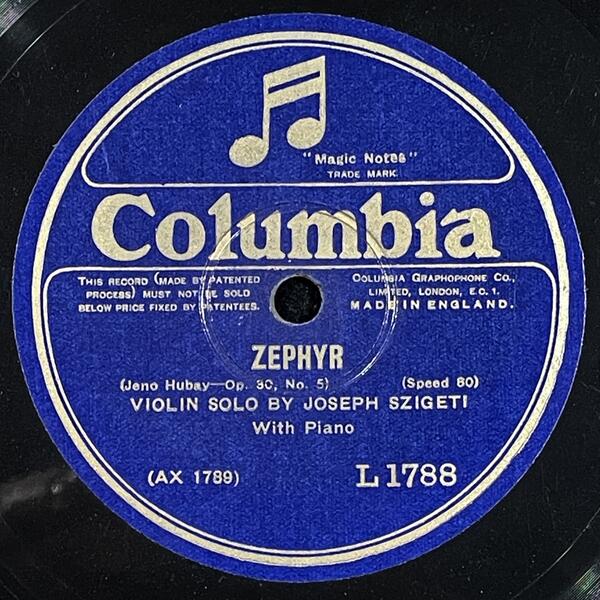 "Magic Notes"
TRADE MARK.
Columbia
THIS RECORD (MADE BY PATENTED
PROCESS) MUST NOT BE SOLD
BELOW PRICE FIXED BY PATENTEES.
COLUMBIA GRAPHOPHONE CO.,
LIMITED, LONDON, E.C. 1.
MADE IN ENGLAND.
ZEPHYR
(Jeno Hubay—Op. 30, No. 5) (Speed 80)
VIOLIN SOLO BY JOSEPH SZIGETI
With Piano
(AX 1789) L 1788